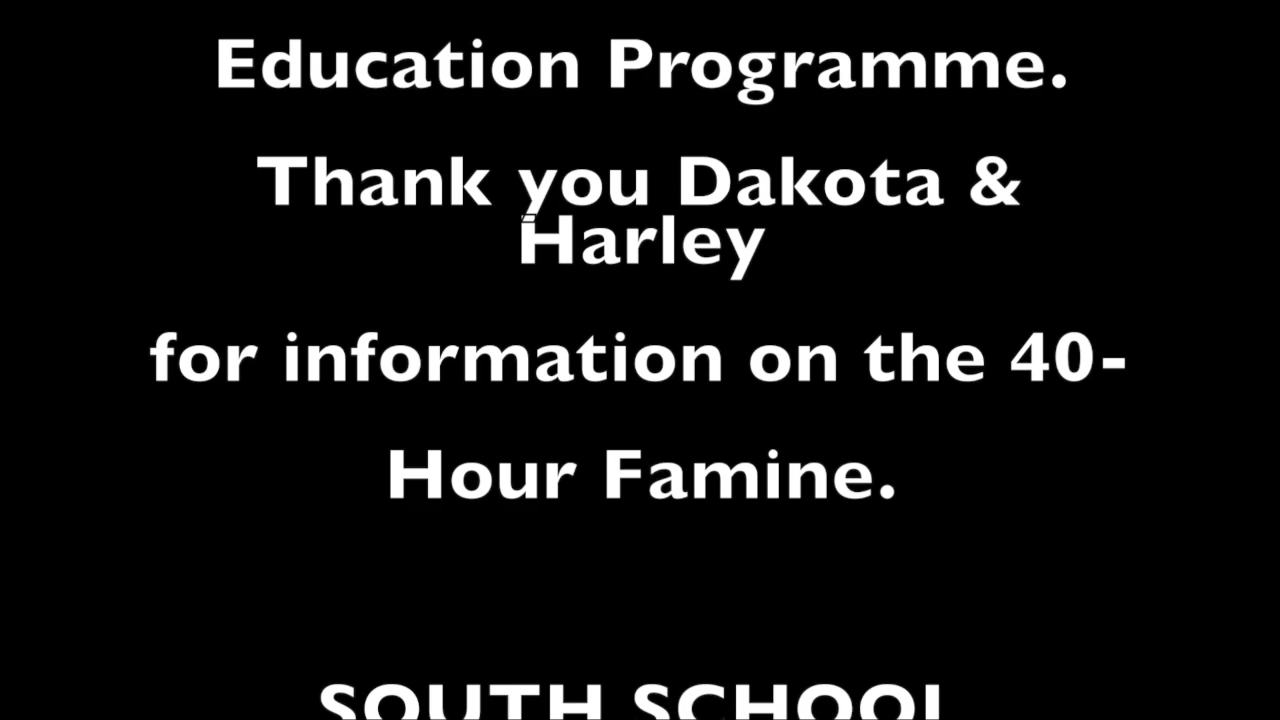 Education Programme.
Thank you Dakota &
Harley
for information on the 40-
Hour Famine.
SOUTH SCHOOL